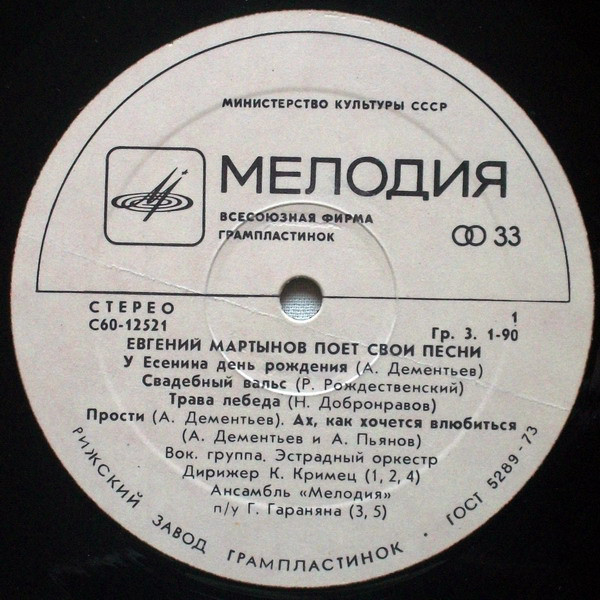 МИНИСТЕРСТВО КУЛЬТУРЫ СССР
МЕЛОДИЯ
ВСЕСОЮЗНАЯ ФИРМА
ГРАМПЛАСТИНОК
33
СТЕРЕО
С60-12521
1
Гр. 3. 1-90
ЕВГЕНИЙ МАРТЫНОВ ПОЕТ СВОИ ПЕСНИ
У Есенина день рождения (А. Дементьев)
Свадебный вальс (Р. Рождественский)
Трава лебеда (Н. Добронравов)
Прости (А. Дементьев). Ах, как хочется влюбиться
(А. Дементьев и А. Пьянов)
Вок. группа. Эстрадный оркестр
Дирижер К. Кримец (1, 2, 4)
Ансамбль «Мелодия»
п/у Г. Гараняна (3, 5)
РИЖСКИЙ ЗАВОД ГРАМПЛАСТИНОК · ГОСТ 5289-73